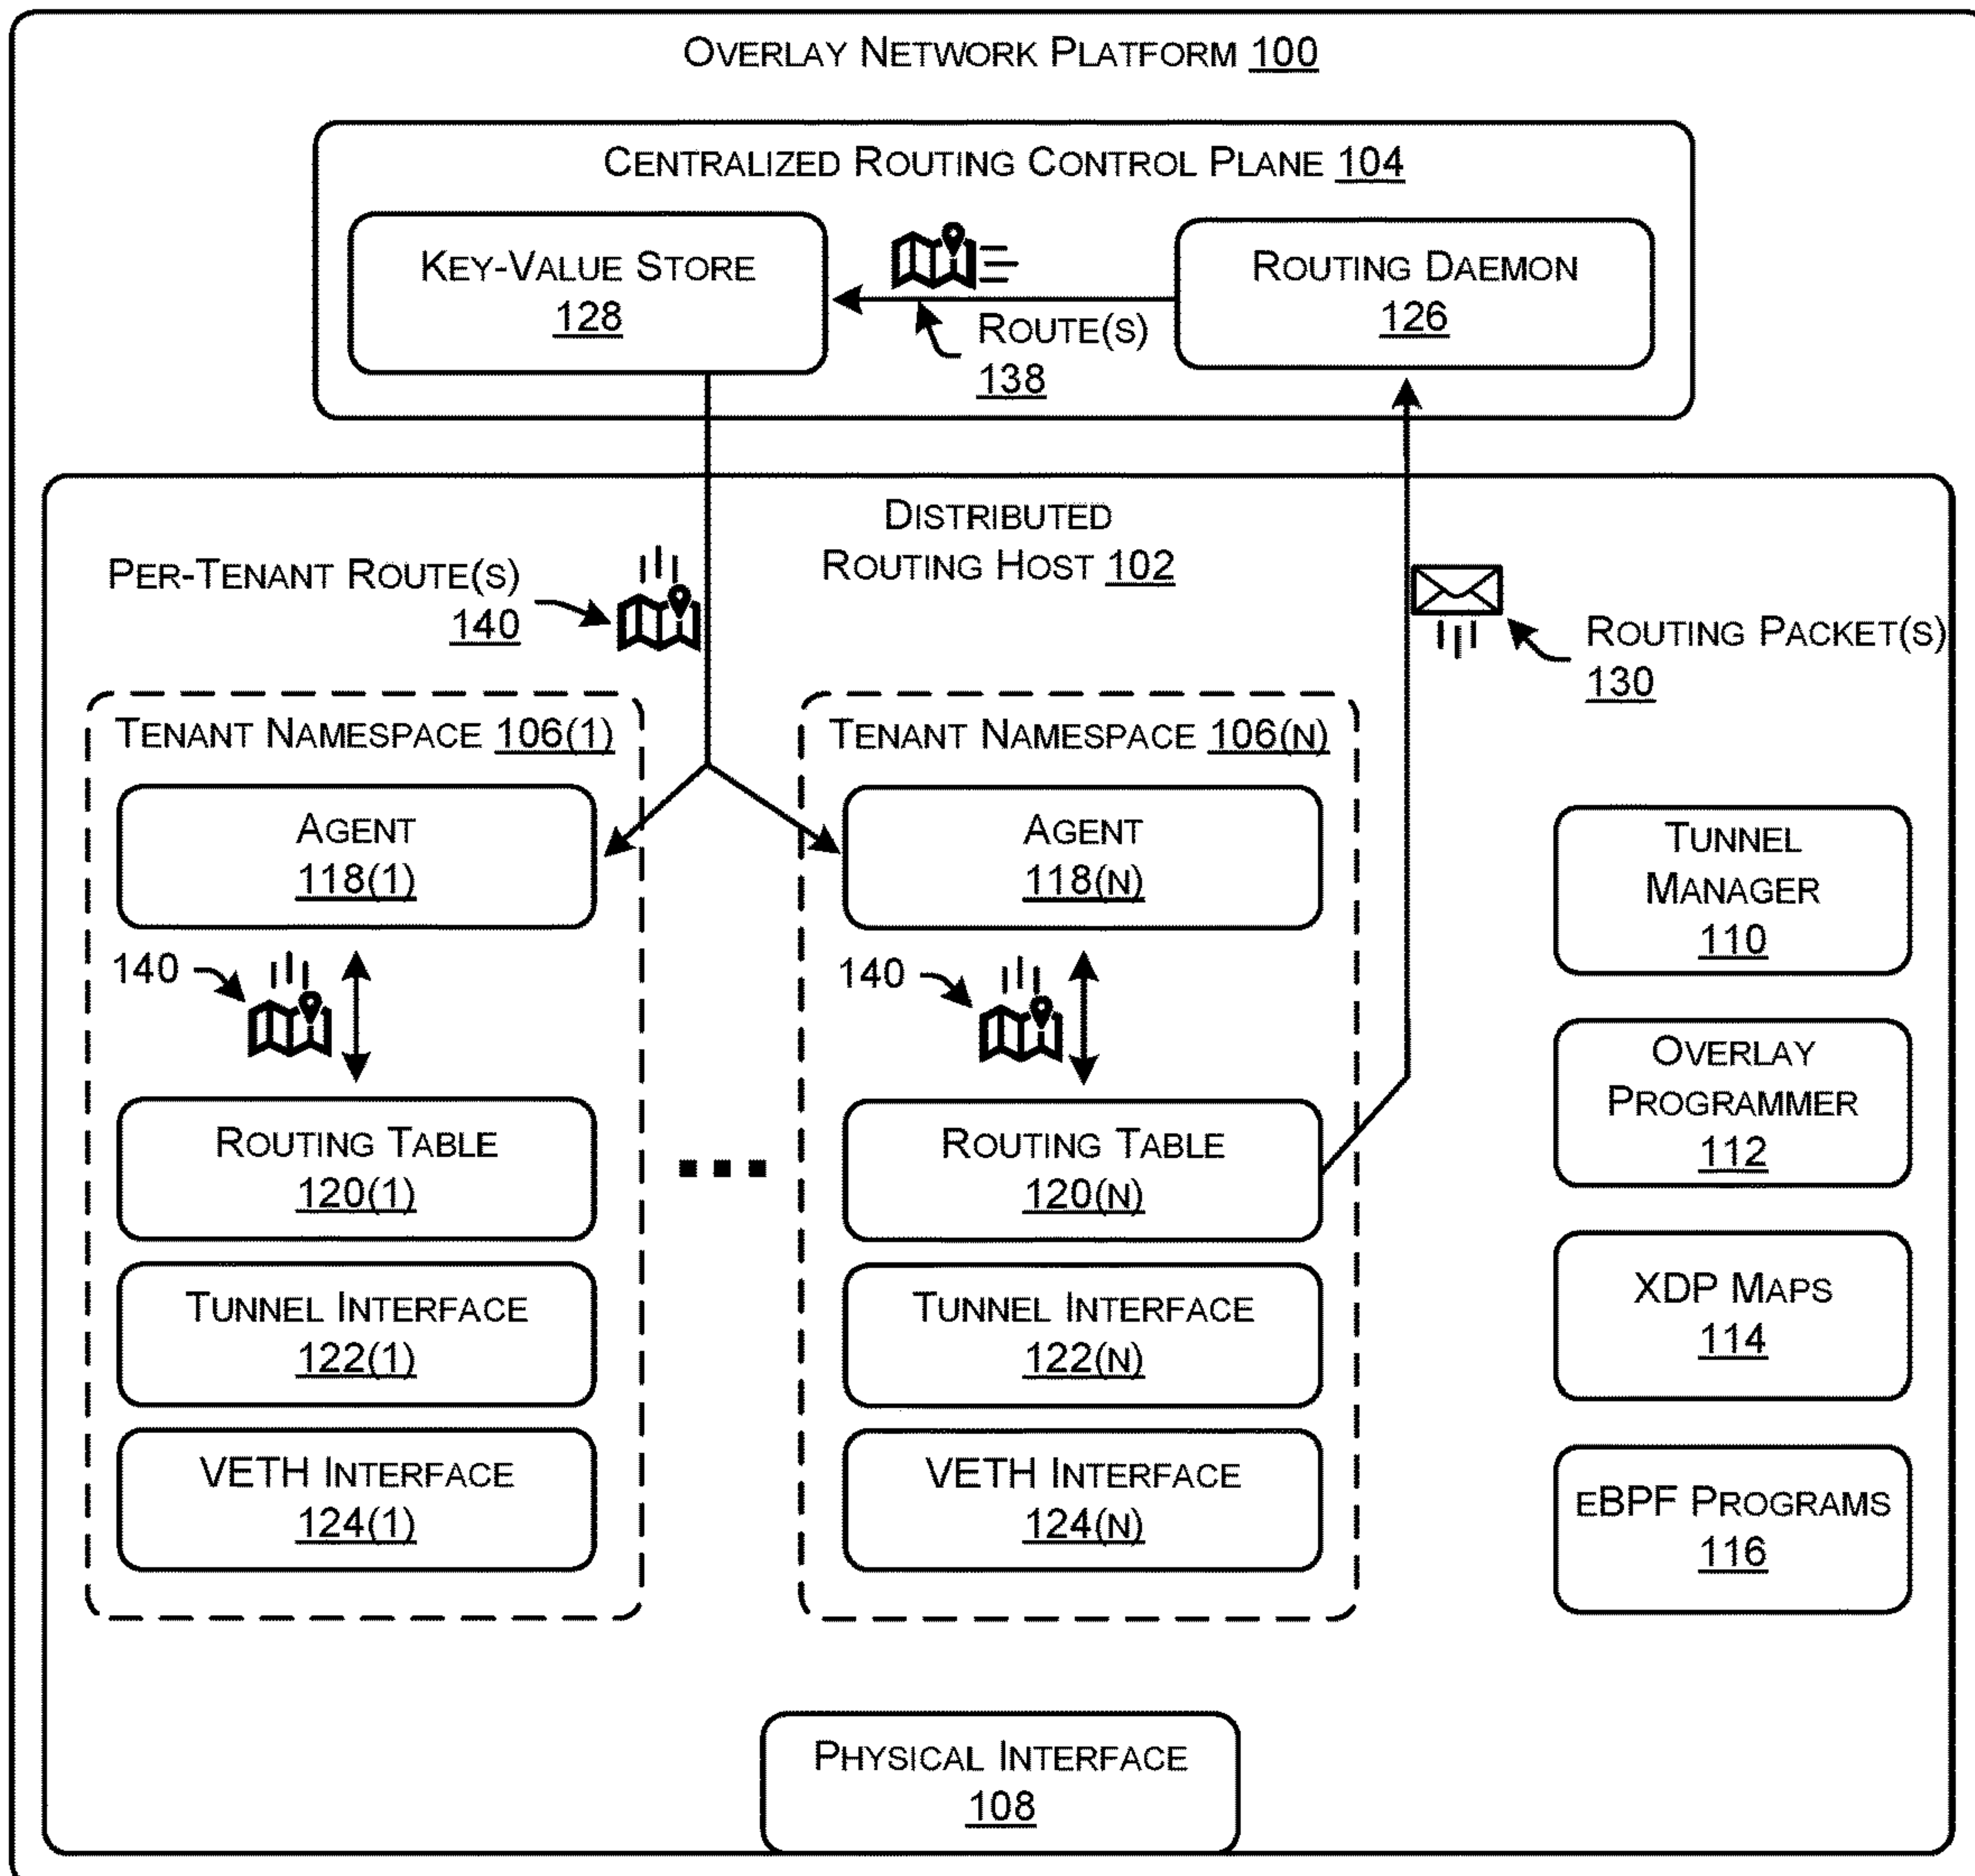 OVERLAY NETWORK PLATFORM 100
CENTRALIZED ROUTING CONTROL PLANE 104
KEY-VALUE STORE
128
ROUTE(S)
138
ROUTING DAEMON
126
DISTRIBUTED
ROUTING HOST 102
PER-TENANT ROUTE(S)
140
ROUTING PACKET(S)
130
TENANT NAMESPACE 106(1)
AGENT
118(1)
140
ROUTING TABLE
120(1)
TUNNEL INTERFACE
122(1)
VETH INTERFACE
124(1)
TENANT NAMESPACE 106(N)
AGENT
118(N)
140
ROUTING TABLE
120(N)
TUNNEL INTERFACE
122(N)
VETH INTERFACE
124(N)
TUNNEL
MANAGER
110
OVERLAY
PROGRAMMER
112
XDP MAPS
114
eBPF PROGRAMS
116
PHYSICAL INTERFACE
108